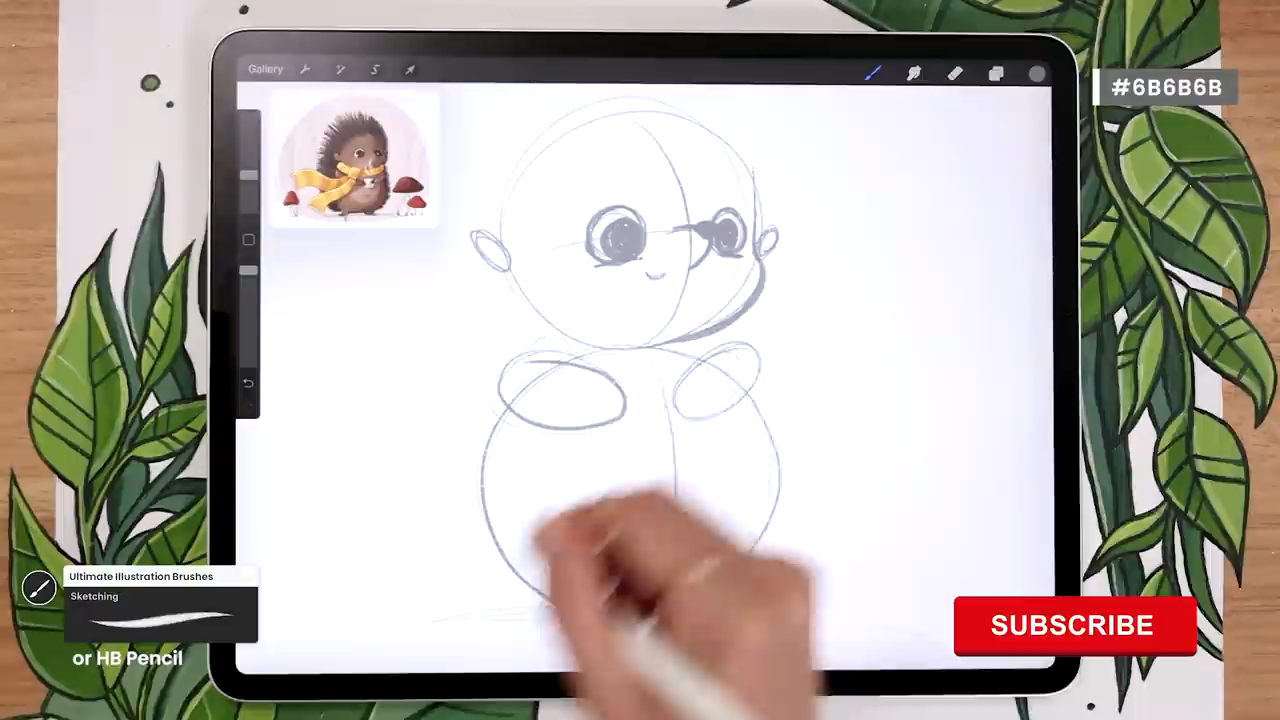 Gallery
#6B6B6B
Ultimate Illustration Brushes
Sketching
or HB Pencil
SUBSCRIBE